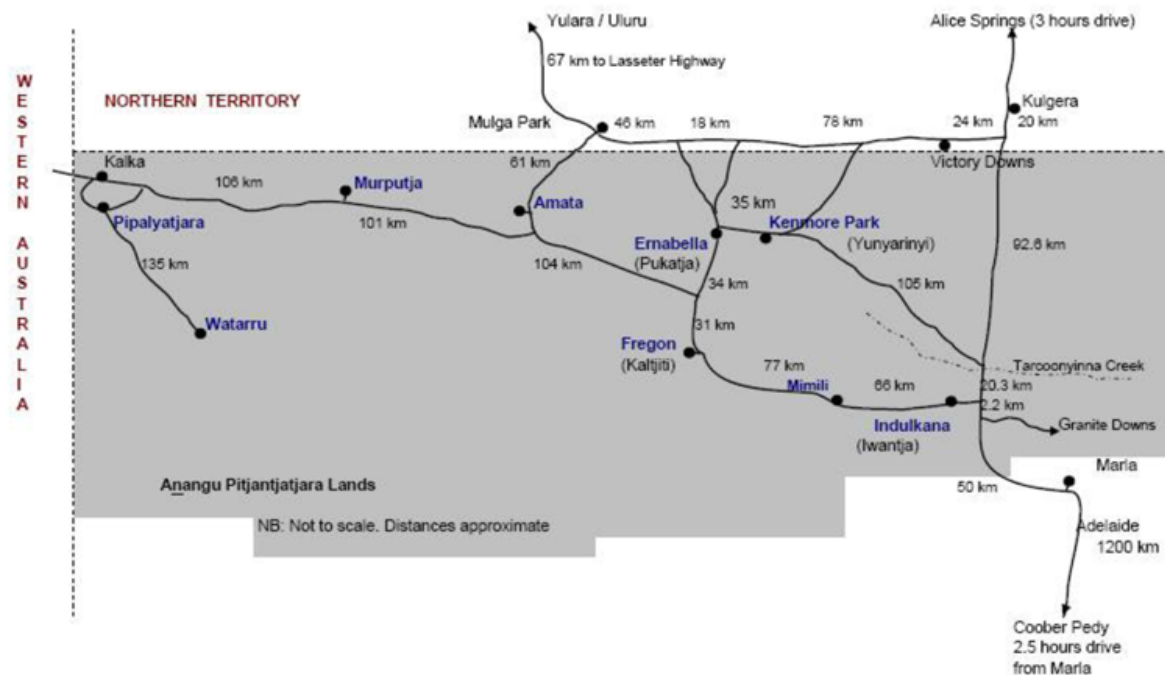 Yulara / Uluru
Alice Springs (3 hours drive)
67 km to Lasseter Highway
WESTERN AUSTRALIA
NORTHERN TERRITORY
Kulgera
Mulga Park
46 km
18 km
78 km
24 km
20 km
Victory Downs
Kalka
61 km
106 km
Murputja
Amata
35 km
Pipalyatjara
101 km
Kenmore Park
Ernabella
(Yunyarinyi)
(Pukatja)
92.6 km
135 km
104 km
34 km
105 km
Watarru
31 km
Fregon
(Kaltjiti)
77 km
Taroonyinna Creek
Mimili
66 km
20.3 km
2.2 km
Indulkana
(Iwantja)
Granite Downs
Marla
Anangu Pitjantjatjara Lands
50 km
NB: Not to scale. Distances approximate
Adelaide
1200 km
Coober Pedy
2.5 hours drive
from Marla